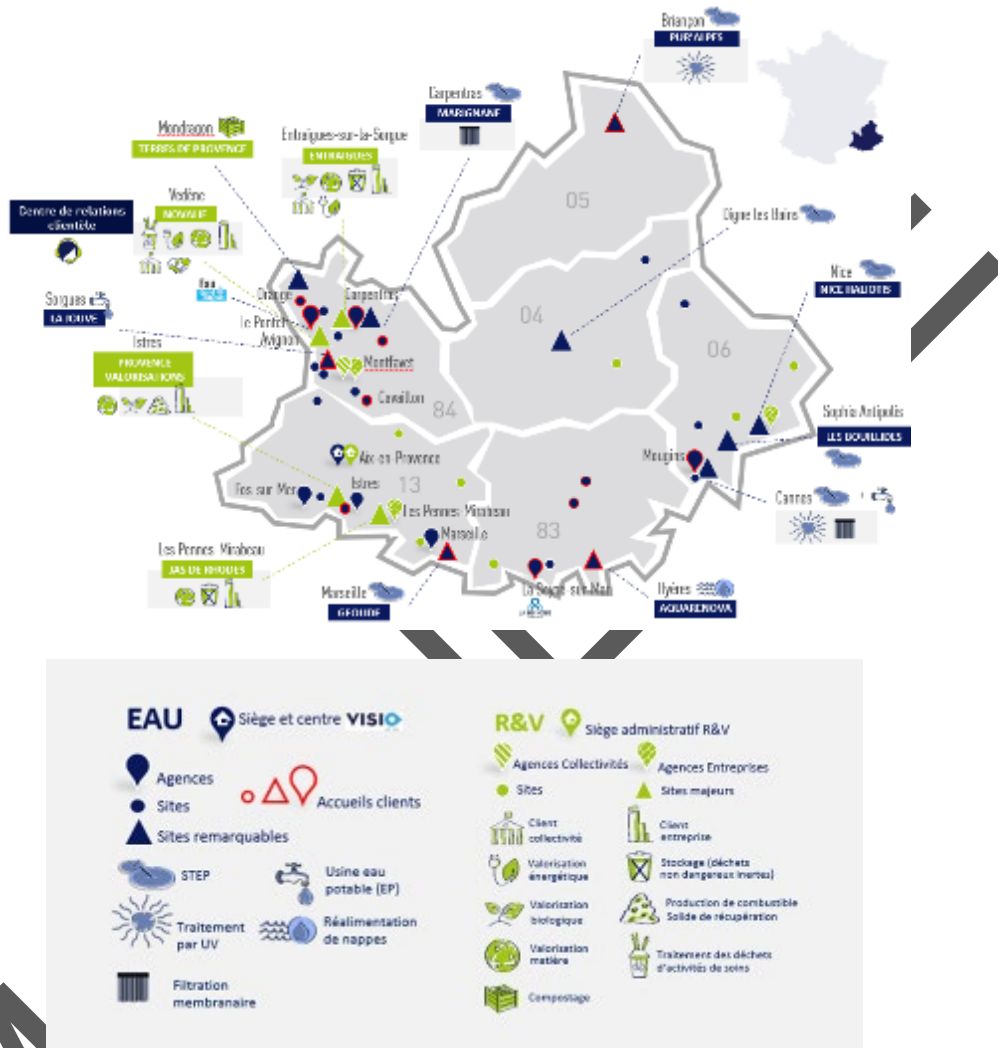 Briançon
PUR'ALPES
Carpentras
MARIGNANE
Mondragon
TERRES DE PROVENCE
Entraigues-sur-la-Sorgue
ENTRAIGUES
Vedène
NOVALIE
Centre de relations
clientèle
05
Digne les Bains
Nice
NICE HALIOTIS
Eau
Sorgues
LA JOUVE
Orange
Carpentras
Le Pontet
Avignon
04
06
Istres
PROVENCE
VALORISATIONS
Montfavet
Cavaillon
84
Sophia Antipolis
LES BOUILLIDES
Mougins
Aix-en-Provence
13
Fos sur Mer
Istres
Les Pennes-Mirabeau
Cannes
83
Marseille
Les Pennes Mirabeau
JAS DE RHODES
Marseille
GEOLIDE
La Seyne-sur-Mer
Hyères
AQUARENOVA
EAU
Siège et centre VISIO
Agences
Sites
Accueils clients
Sites remarquables
STEP
Usine eau
potable (EP)
Traitement
par UV
Réalimentation
de nappes
Filtration
membranaire
R&V
Siège administratif R&V
Agences Collectivités
Agences Entreprises
Sites
Sites majeurs
Client
collectivité
Client
entreprise
Valorisation
énergétique
Stockage (déchets
non dangereux inertes)
Valorisation
biologique
Production de combustible
Solide de récupération
Valorisation
matière
Traitement des déchets
d'activités de soins
Compostage